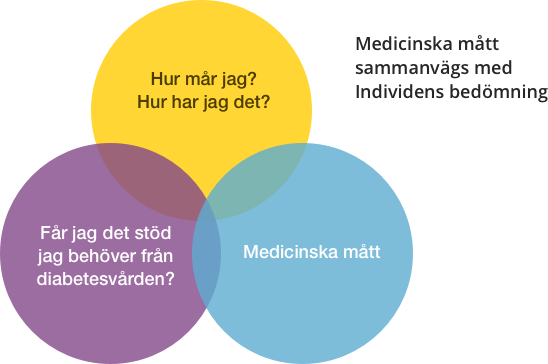 Medicinska mått
sammanvägs med
Individens bedömning
Hur mår jag?
Hur har jag det?
Får jag det stöd
jag behöver från
diabetesvården?
Medicinska mått